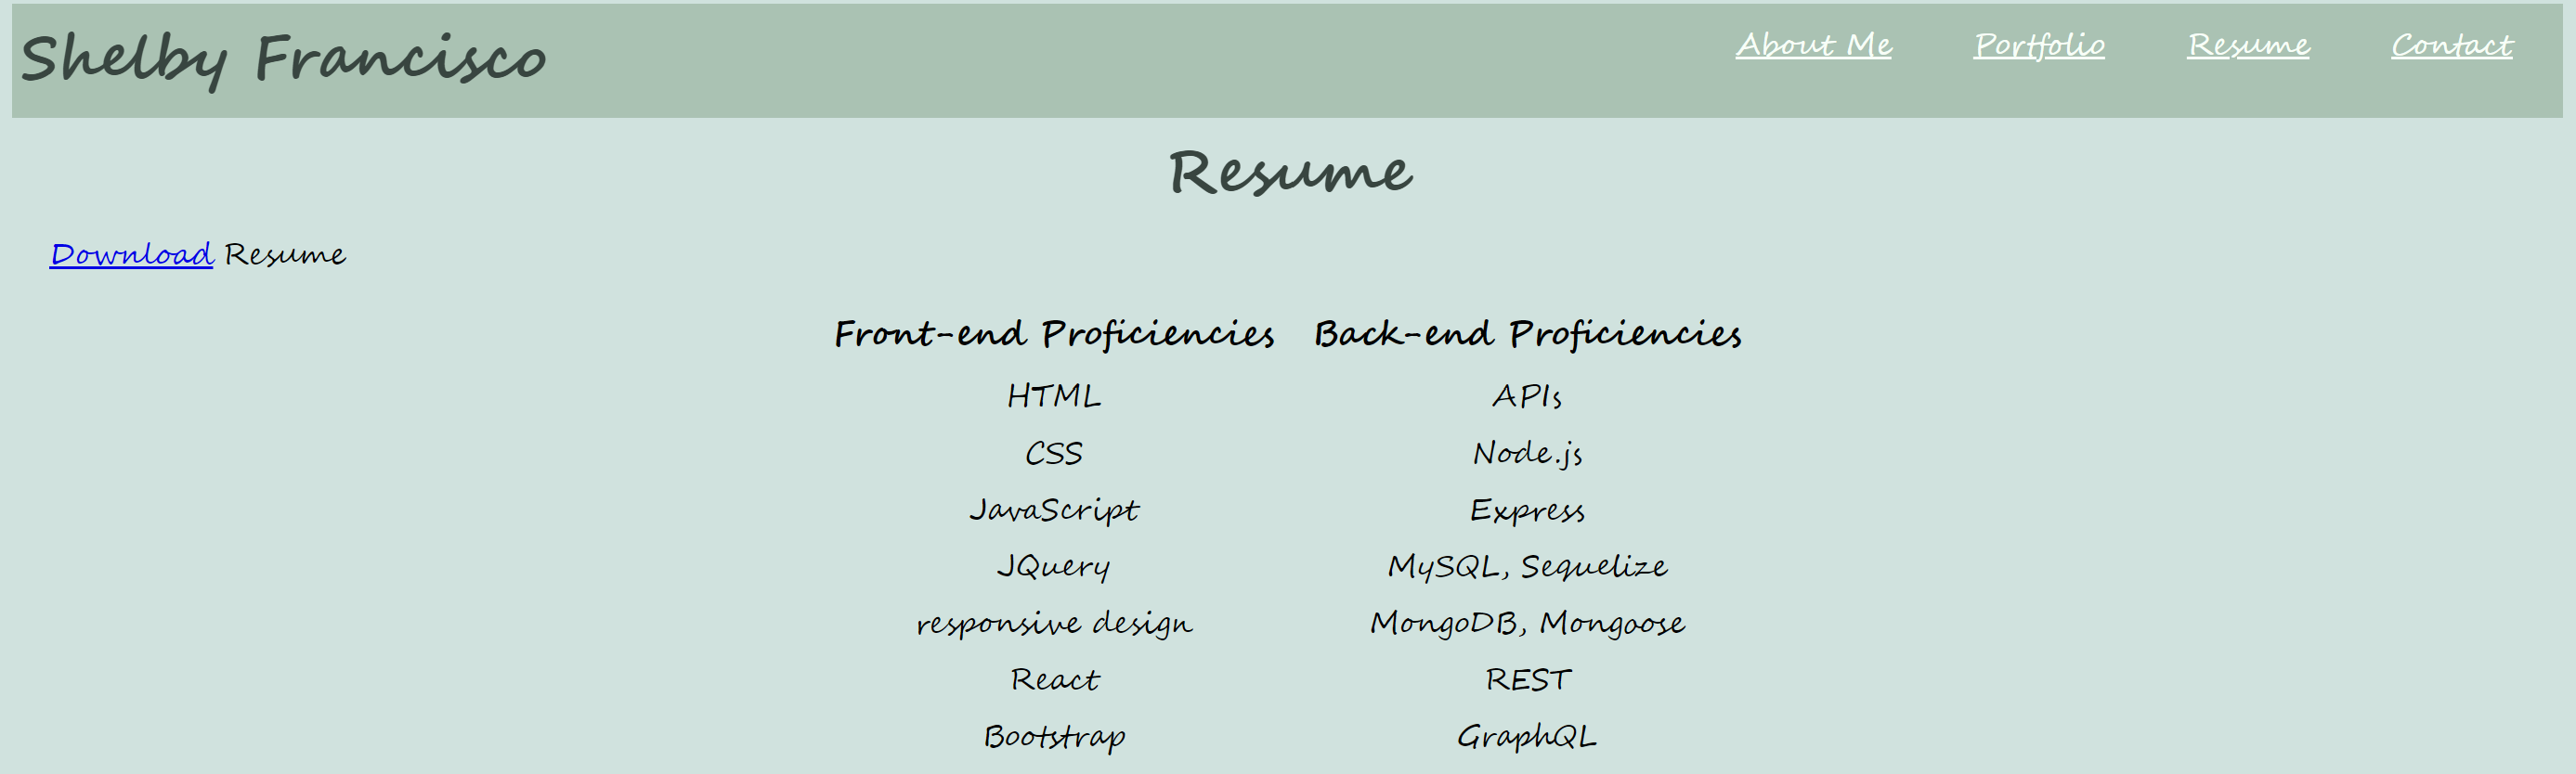 Shelby Francisco
About Me Portfolio Resume Contact
Resume
Download Resume
Front-end Proficiencies Back-end Proficiencies
HTML APIs
CSS Node.js
JavaScript Express
JQuery MySQL, Sequelize
responsive design MongoDB, Mongoose
React REST
Bootstrap GraphQL